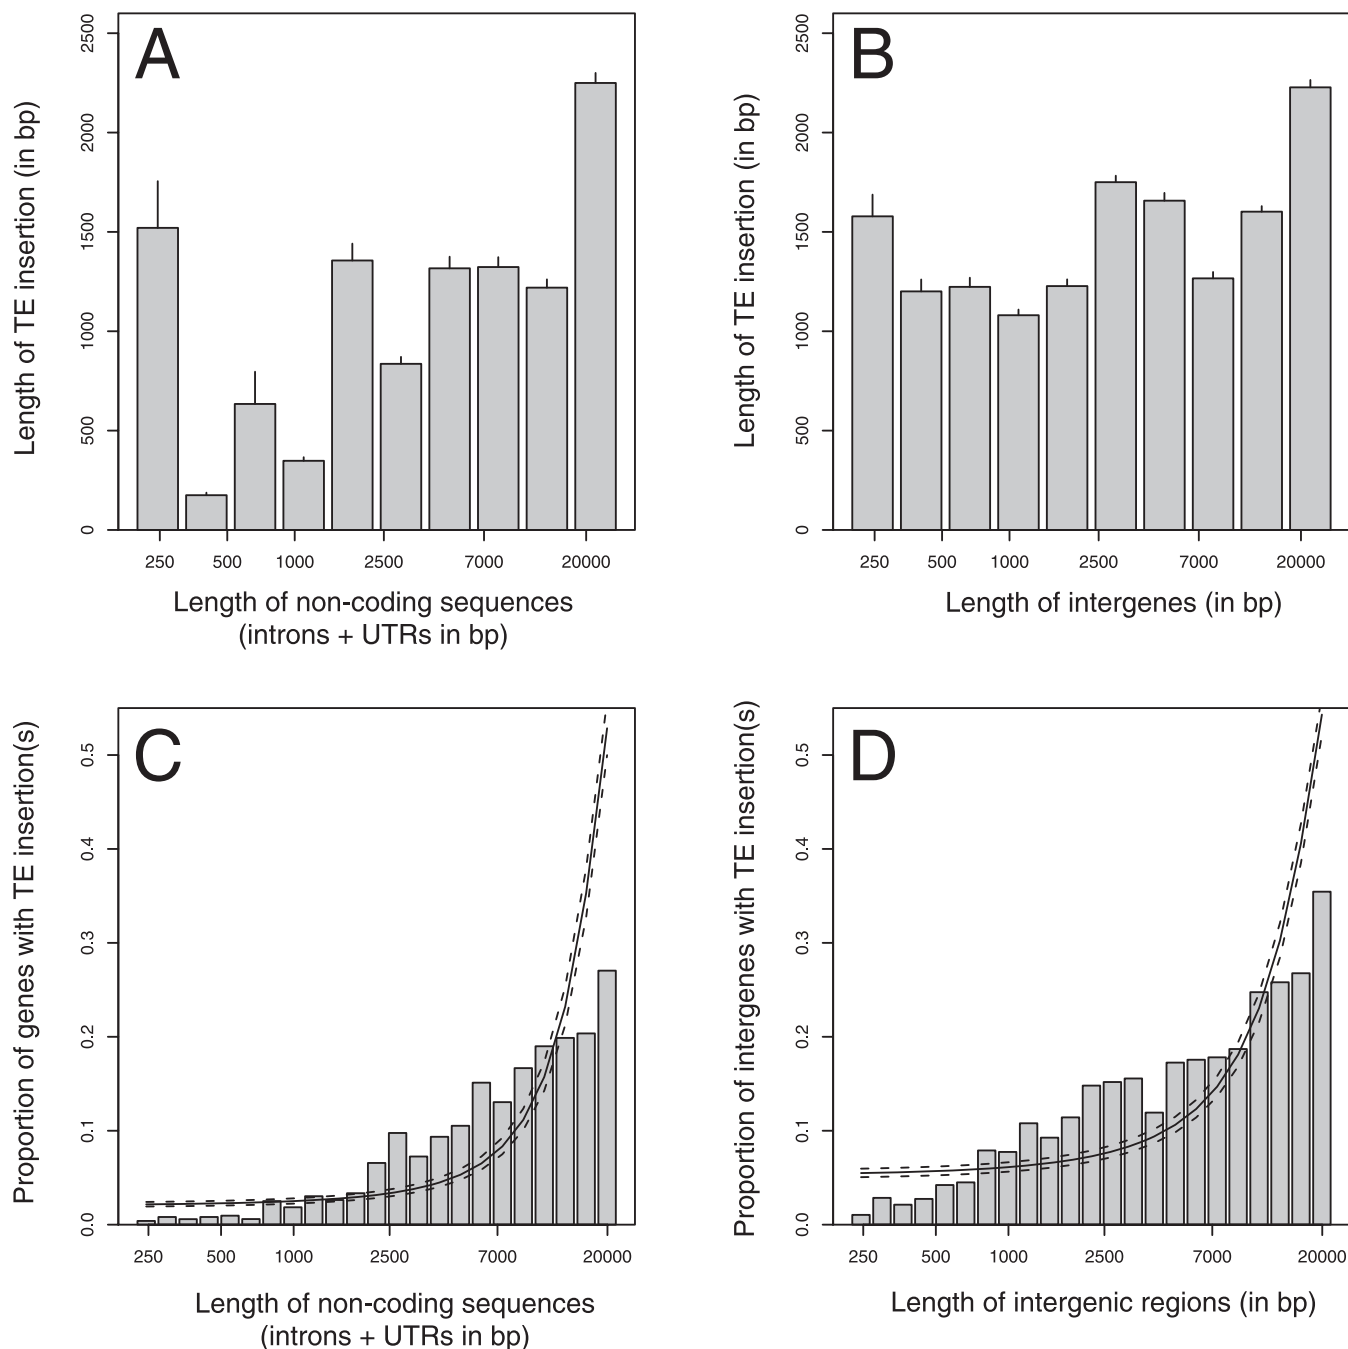 A
Length of TE insertion (in bp)
2500
2000
1500
1000
500
0
250 500 1000 2500 7000 20000
Length of non-coding sequences
(introns + UTRs in bp)
B
Length of TE insertion (in bp)
2500
2000
1500
1000
500
0
250 500 1000 2500 7000 20000
Length of intergenes (in bp)
C
Proportion of genes with TE insertion(s)
0.5
0.4
0.3
0.2
0.1
0.0
250 500 1000 2500 7000 20000
Length of non-coding sequences
(introns + UTRs in bp)
D
Proportion of intergenes with TE insertion(s)
0.5
0.4
0.3
0.2
0.1
0.0
250 500 1000 2500 7000 20000
Length of intergenic regions (in bp)